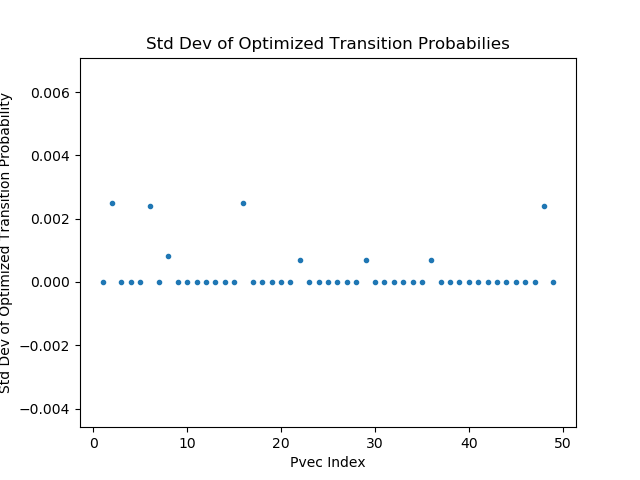 Std Dev of Optimized Transition Probabilies
Std Dev of Optimized Transition Probability
0.006
0.004
0.002
0.000
−0.002
−0.004
0 10 20 30 40 50
Pvec Index